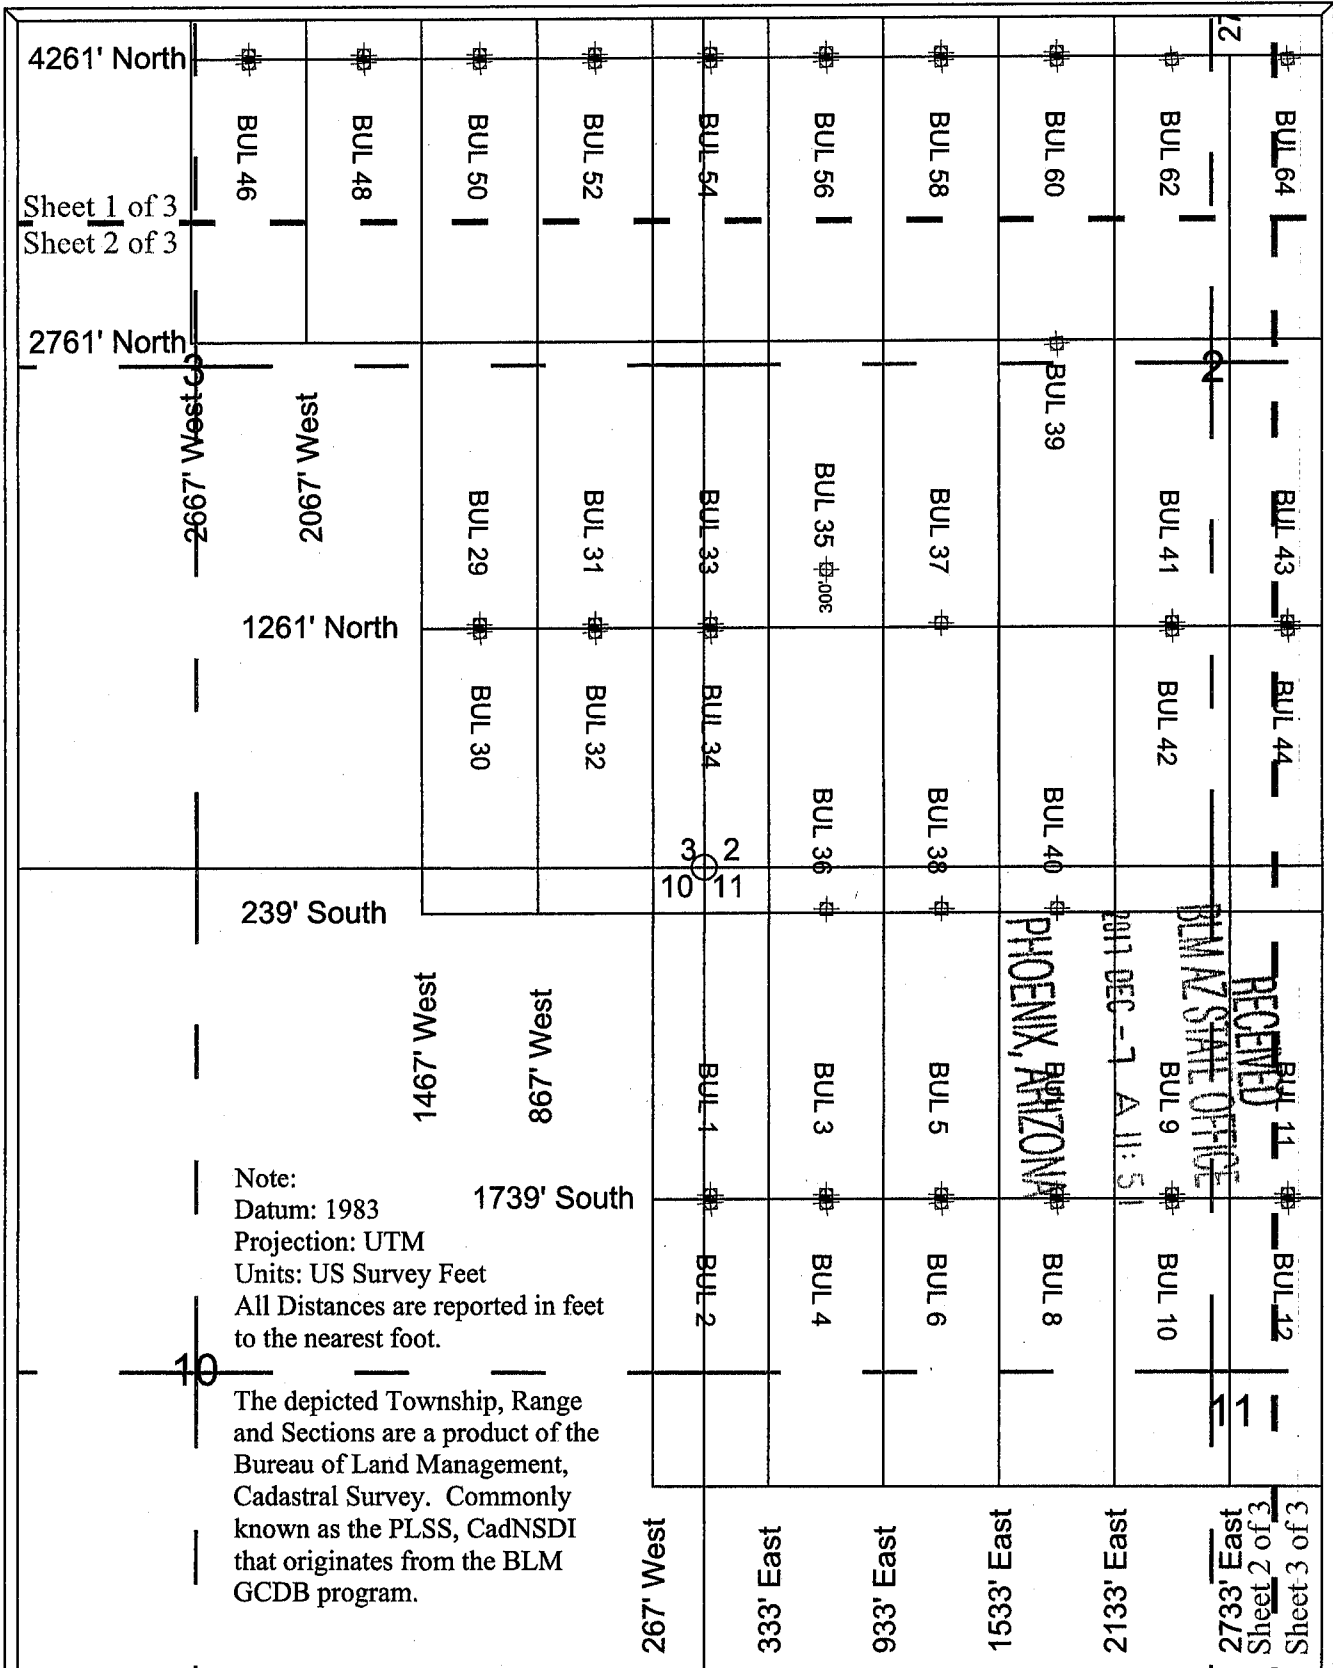 27
4261' North
BUL 46
BUL 48
BUL 50
BUL 52
BUL 54
BUL 56
BUL 58
BUL 60
BUL 62
BUL 64
Sheet 1 of 3
Sheet 2 of 3
2761' North
3
2
2667' West
2067' West
BUL 39
BUL 29
BUL 31
BUL 33
BUL 35
300'
BUL 37
BUL 41
BUL 43
1261' North
BUL 30
BUL 32
BUL 34
BUL 42
BUL 44
BUL 36
BUL 38
BUL 40
3 2
10 11
239' South
1467' West
897' West
RECEIVED
BLM AZ STATE OFFICE
2017 DEC -7 A 11: 51
PHOENIX, ARIZONA
BUL 1
BUL 3
BUL 5
BUL 9
BUL 11
1739' South
BUL 2
BUL 4
BUL 6
BUL 8
BUL 10
BUL 12
Note:
Datum: 1983
Projection: UTM
Units: US Survey Feet
All Distances are reported in feet
to the nearest foot.
10
11
The depicted Township, Range
and Sections are a product of the
Bureau of Land Management,
Cadastral Survey. Commonly
known as the PLSS, CadNSDI
that originates from the BLM
GCDB program.
267' West
333' East
933' East
1533' East
2133' East
2733' East
Sheet 2 of 3
Sheet 3 of 3